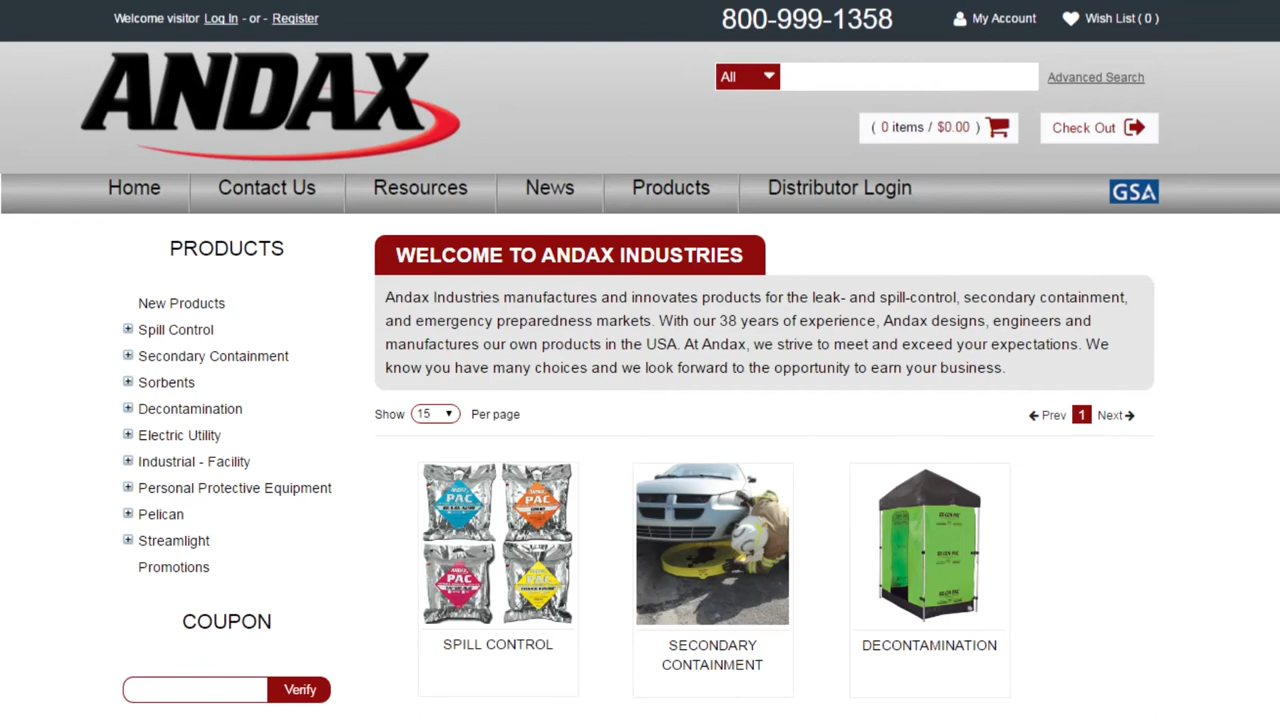 Welcome visitor Log In - or - Register
800-999-1358
My Account
Wish List ( 0 )
ANDAX
All
Advanced Search
( 0 items / $0.00 )
Check Out
Home
Contact Us
Resources
News
Products
Distributor Login
GSA
PRODUCTS
New Products
Spill Control
Secondary Containment
Sorbents
Decontamination
Electric Utility
Industrial - Facility
Personal Protective Equipment
Pelican
Streamlight
Promotions
COUPON
Verify
WELCOME TO ANDAX INDUSTRIES
Andax Industries manufactures and innovates products for the leak- and spill-control, secondary containment,
and emergency preparedness markets. With our 38 years of experience, Andax designs, engineers and
manufactures our own products in the USA. At Andax, we strive to meet and exceed your expectations. We
know you have many choices and we look forward to the opportunity to earn your business.
Show 15 Per page
Prev 1 Next
PAC
PAC
PAC
PAC
SPILL CONTROL
SECONDARY
CONTAINMENT
DECONTAMINATION